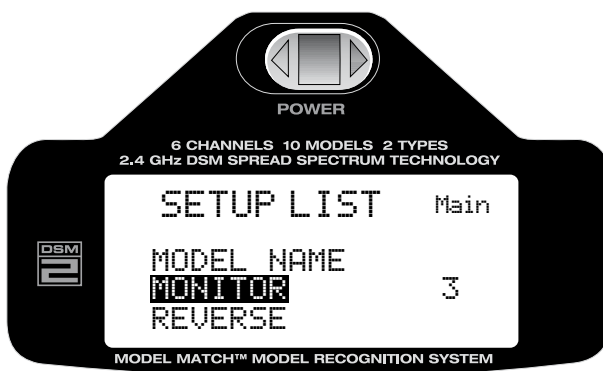 POWER
6 CHANNELS 10 MODELS 2 TYPES
2.4 GHz DSM SPREAD SPECTRUM TECHNOLOGY
SETUP LIST Main
DSM
2
MODEL NAME
MONITOR 3
REVERSE
MODEL MATCH™ MODEL RECOGNITION SYSTEM